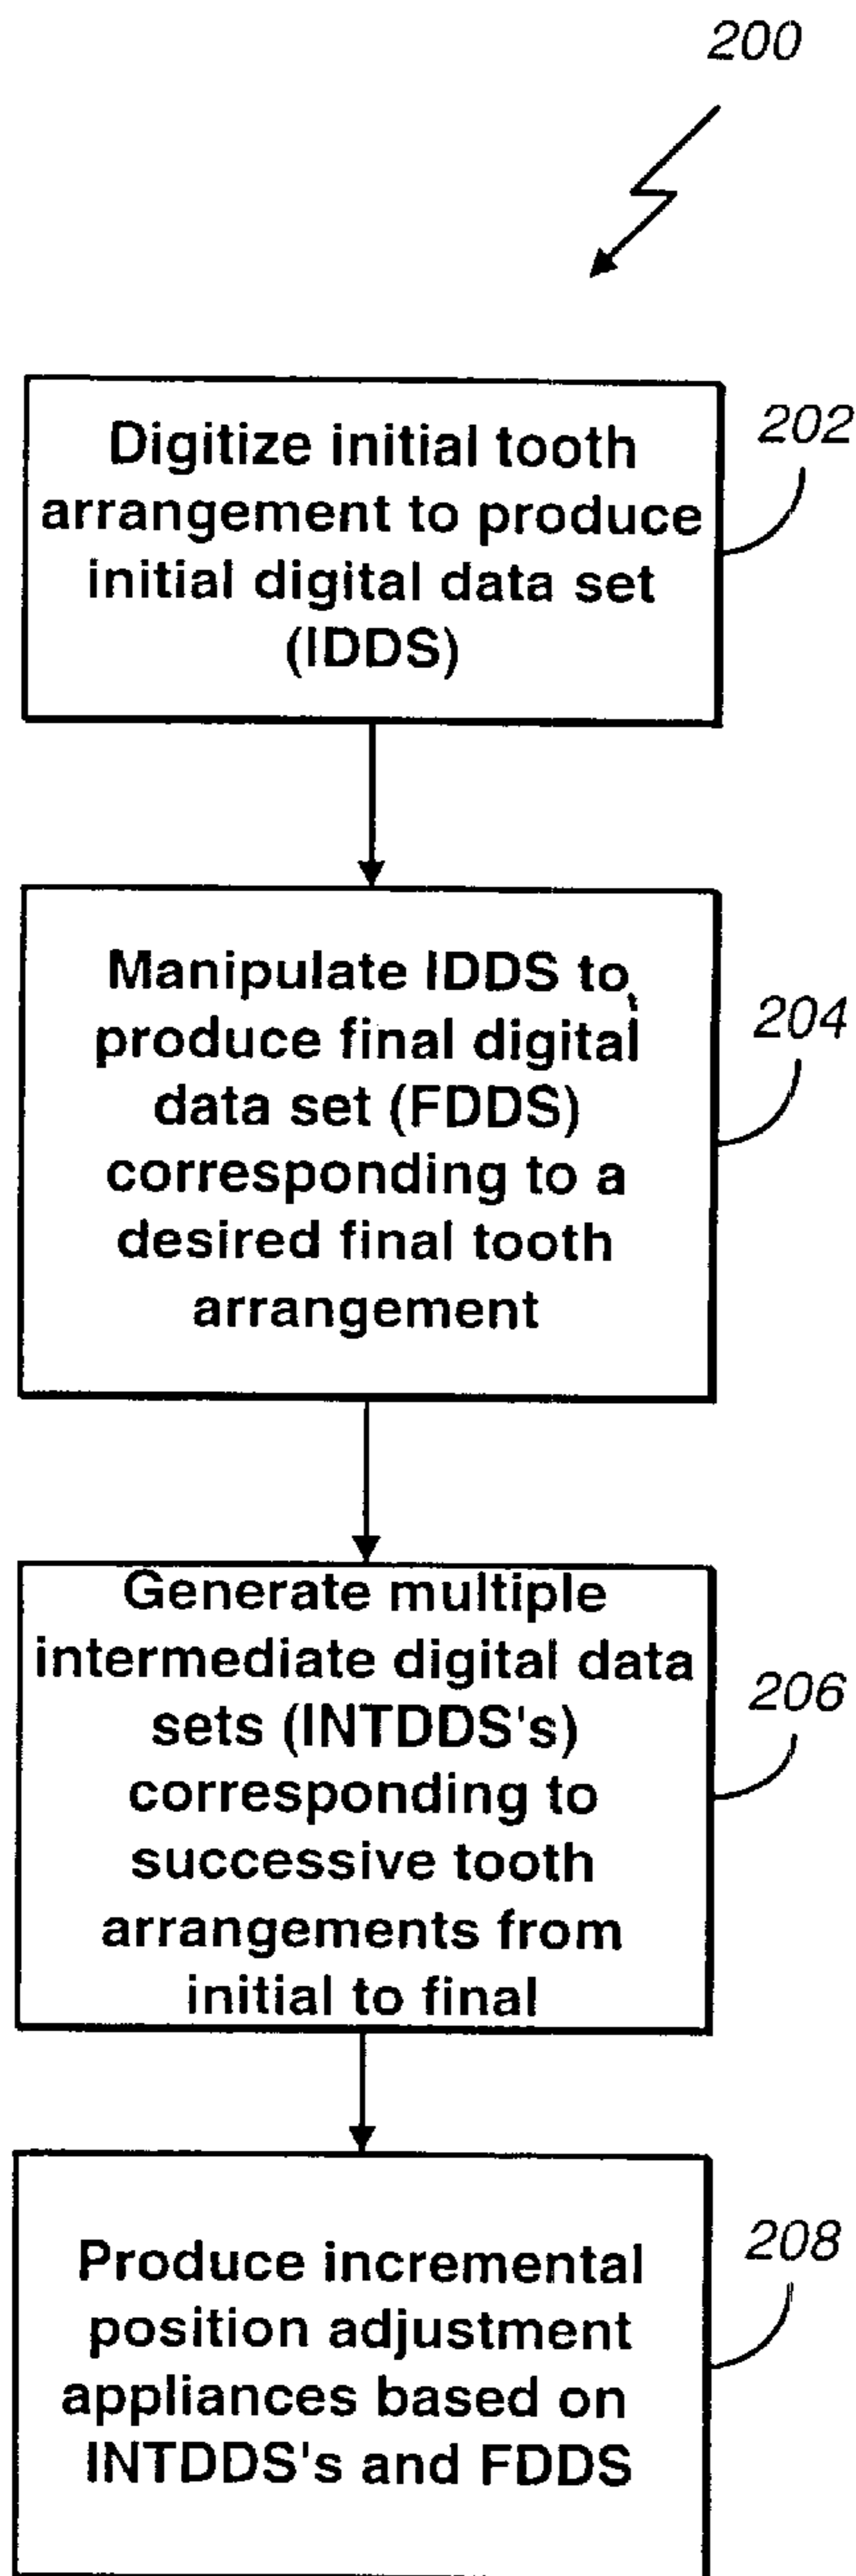 200
Digitize initial tooth
arrangement to produce
initial digital data set
(IDDS)
202
Manipulate IDDS to
produce final digital
data set (FDDS)
corresponding to a
desired final tooth
arrangement
204
Generate multiple
intermediate digital data
sets (INTDDS's)
corresponding to
successive tooth
arrangements from
initial to final
206
Produce incremental
position adjustment
appliances based on
INTDDS's and FDDS
208